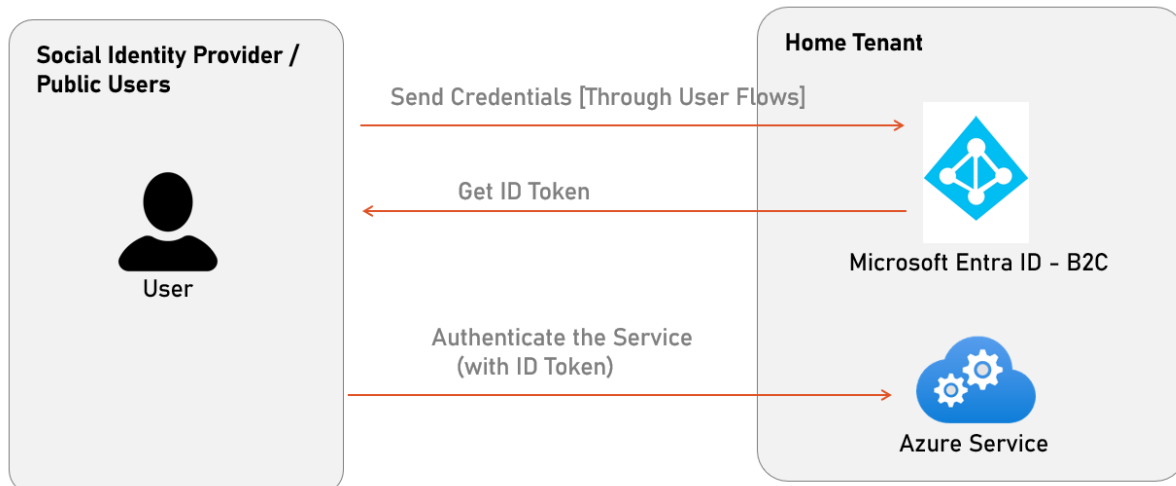 Social Identity Provider /
Public Users
Home Tenant
Send Credentials [Through User Flows]
Get ID Token
Microsoft Entra ID - B2C
User
Authenticate the Service
(with ID Token)
Azure Service